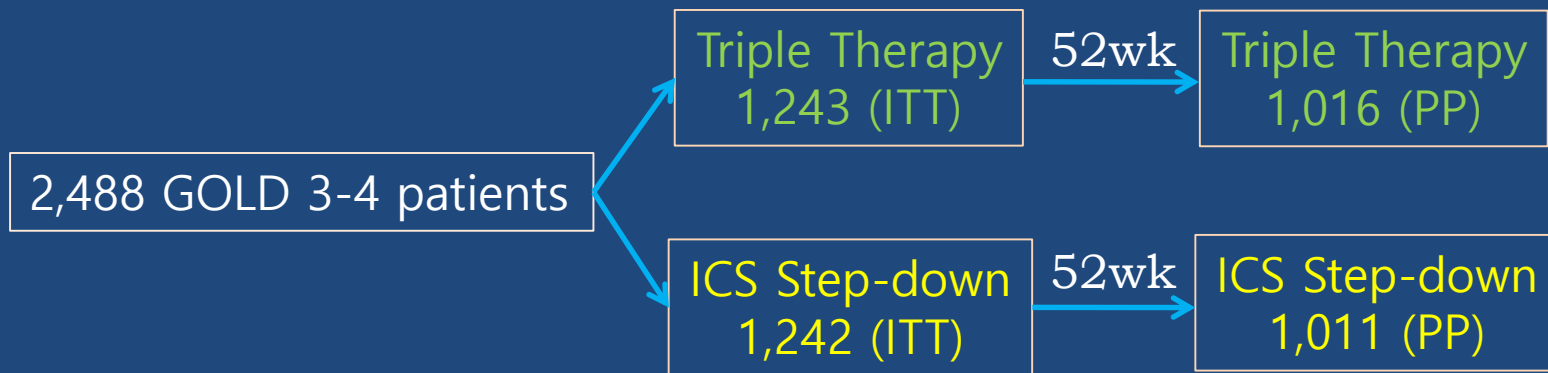 2,488 GOLD 3-4 patients
Triple Therapy
1,243 (ITT)
52wk
Triple Therapy
1,016 (PP)
ICS Step-down
1,242 (ITT)
52wk
ICS Step-down
1,011 (PP)